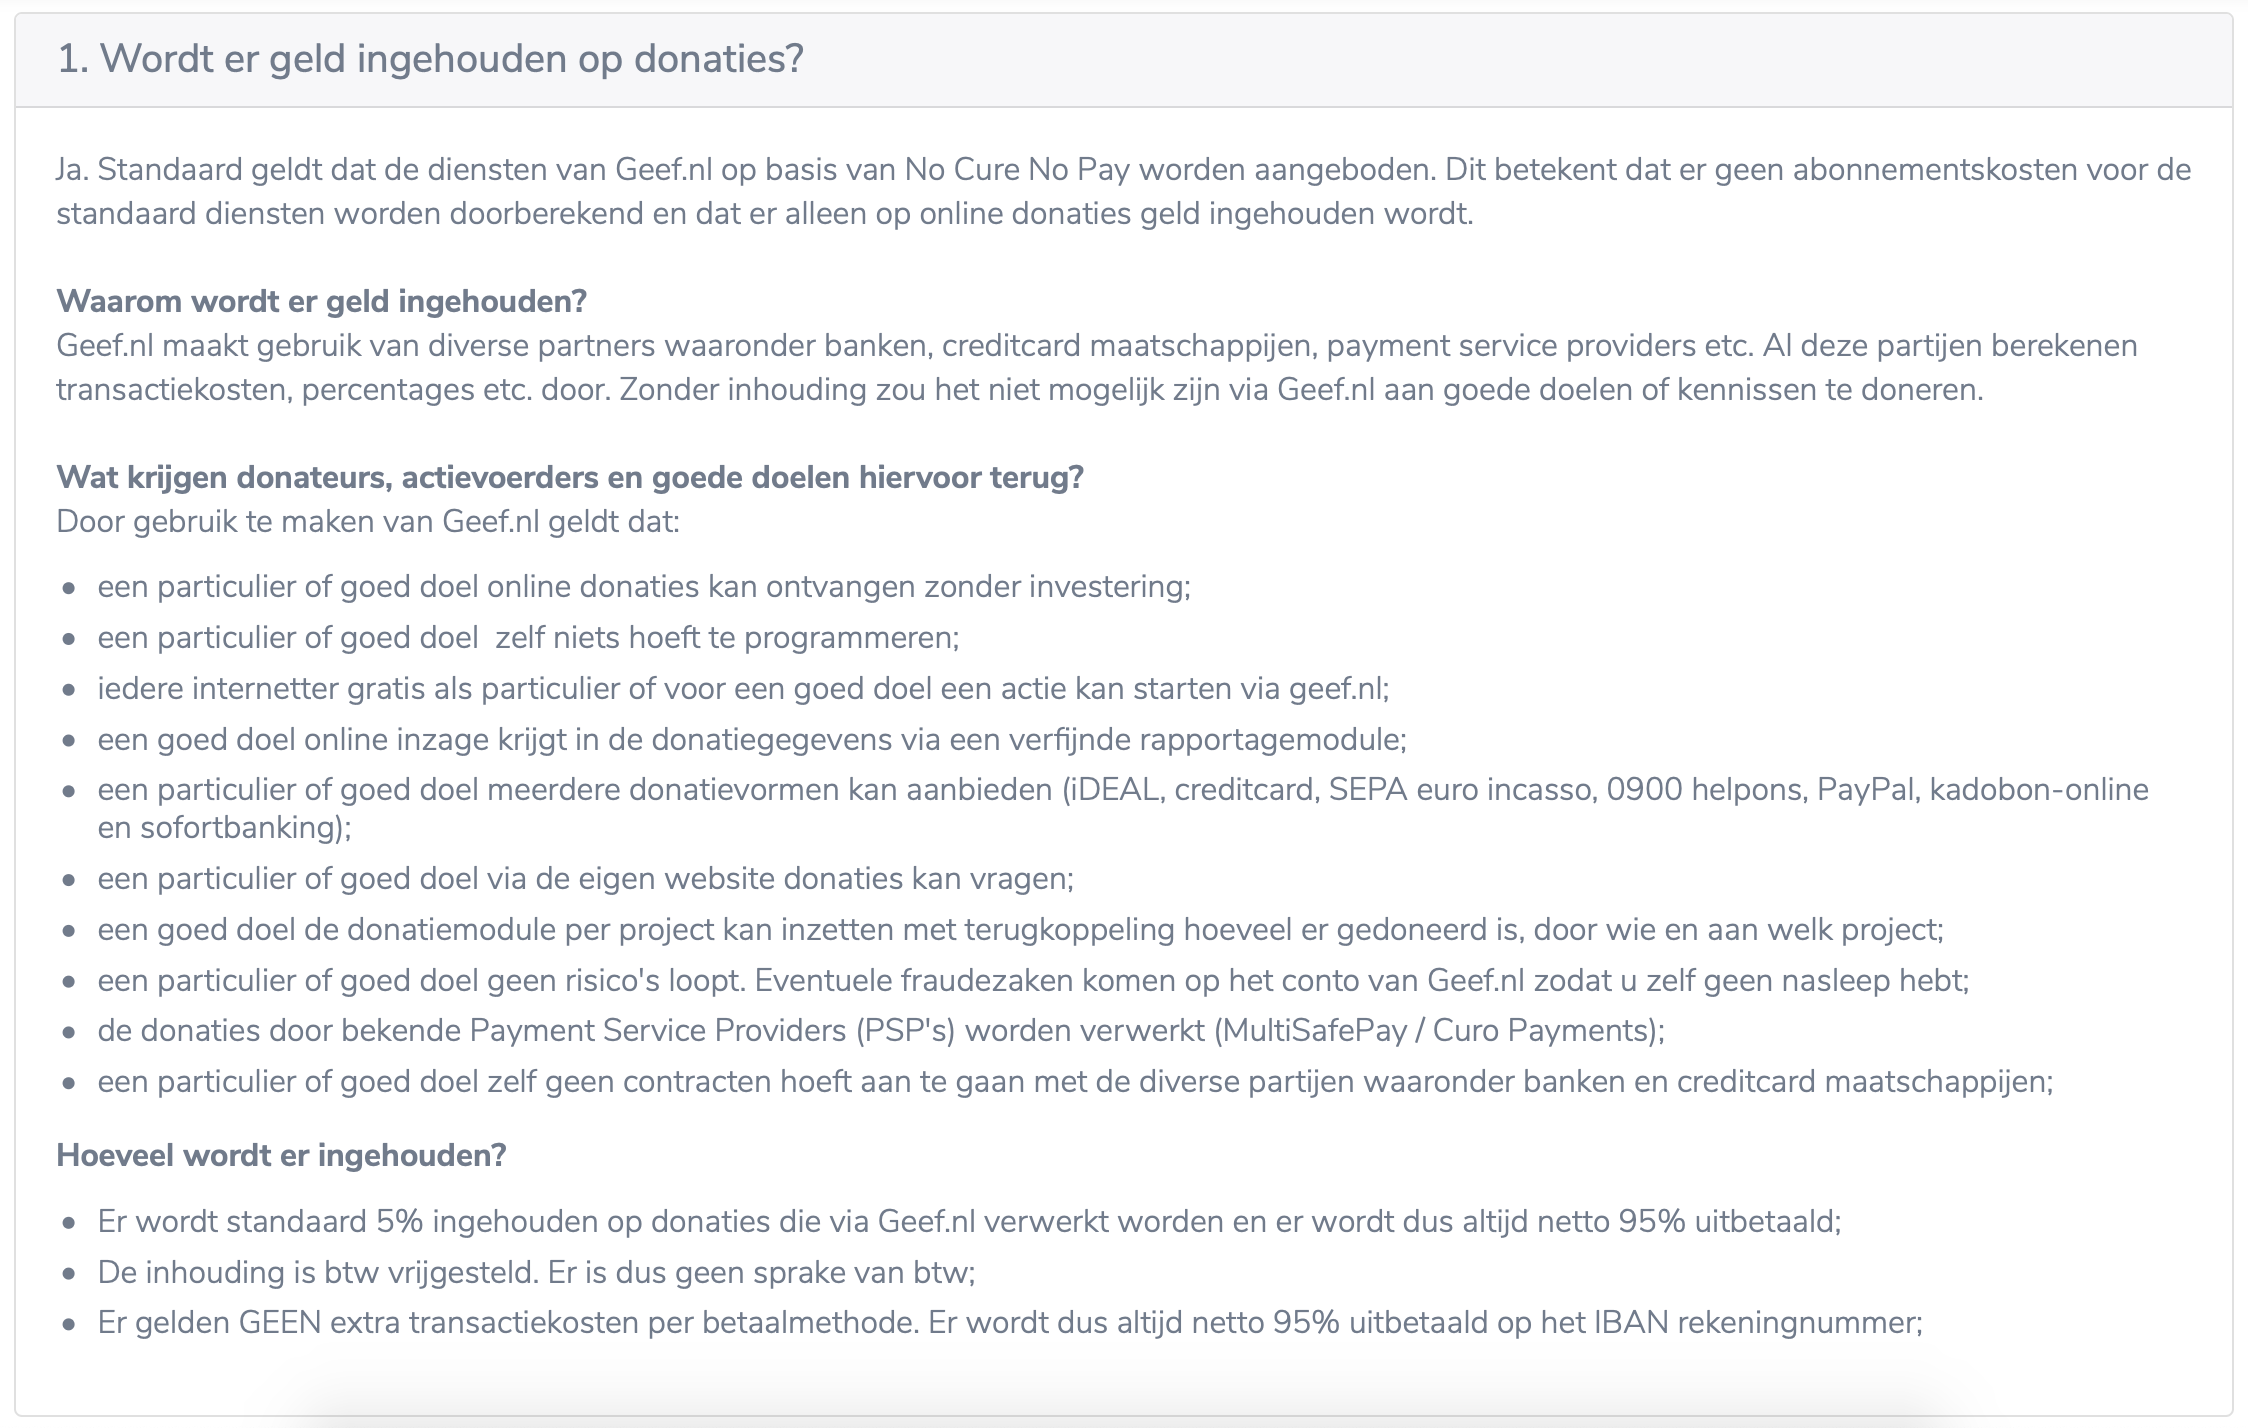 1. Wordt er geld ingehouden op donaties?
Ja. Standaard geldt dat de diensten van Geef.nl op basis van No Cure No Pay worden aangeboden. Dit betekent dat er geen abonnementskosten voor de
standaard diensten worden doorberekend en dat er alleen op online donaties geld ingehouden wordt.
Waarom wordt er geld ingehouden?
Geef.nl maakt gebruik van diverse partners waaronder banken, creditcard maatschappijen, payment service providers etc. Al deze partijen berekenen
transactiekosten, percentages etc. door. Zonder inhouding zou het niet mogelijk zijn via Geef.nl aan goede doelen of kennissen te doneren.
Wat krijgen donateurs, actievoerders en goede doelen hiervoor terug?
Door gebruik te maken van Geef.nl geldt dat:
• een particulier of goed doel online donaties kan ontvangen zonder investering;
• een particulier of goed doel  zelf niets hoeft te programmeren;
• iedere internetter gratis als particulier of voor een goed doel een actie kan starten via geef.nl;
• een goed doel online inzage krijgt in de donatiegegevens via een verfijnde rapportagemodule;
• een particulier of goed doel meerdere donatievormen kan aanbieden (iDEAL, creditcard, SEPA euro incasso, 0900 helpons, PayPal, kadobon-online
en sofortbanking);
• een particulier of goed doel via de eigen website donaties kan vragen;
• een goed doel de donatiemodule per project kan inzetten met terugkoppeling hoeveel er gedoneerd is, door wie en aan welk project;
• een particulier of goed doel geen risico's loopt. Eventuele fraudezaken komen op het conto van Geef.nl zodat u zelf geen nasleep hebt;
• de donaties door bekende Payment Service Providers (PSP's) worden verwerkt (MultiSafePay / Curo Payments);
• een particulier of goed doel zelf geen contracten hoeft aan te gaan met de diverse partijen waaronder banken en creditcard maatschappijen;
Hoeveel wordt er ingehouden?
• Er wordt standaard 5% ingehouden op donaties die via Geef.nl verwerkt worden en er wordt dus altijd netto 95% uitbetaald;
• De inhouding is btw vrijgesteld. Er is dus geen sprake van btw;
• Er gelden GEEN extra transactiekosten per betaalmethode. Er wordt dus altijd netto 95% uitbetaald op het IBAN rekeningnummer;